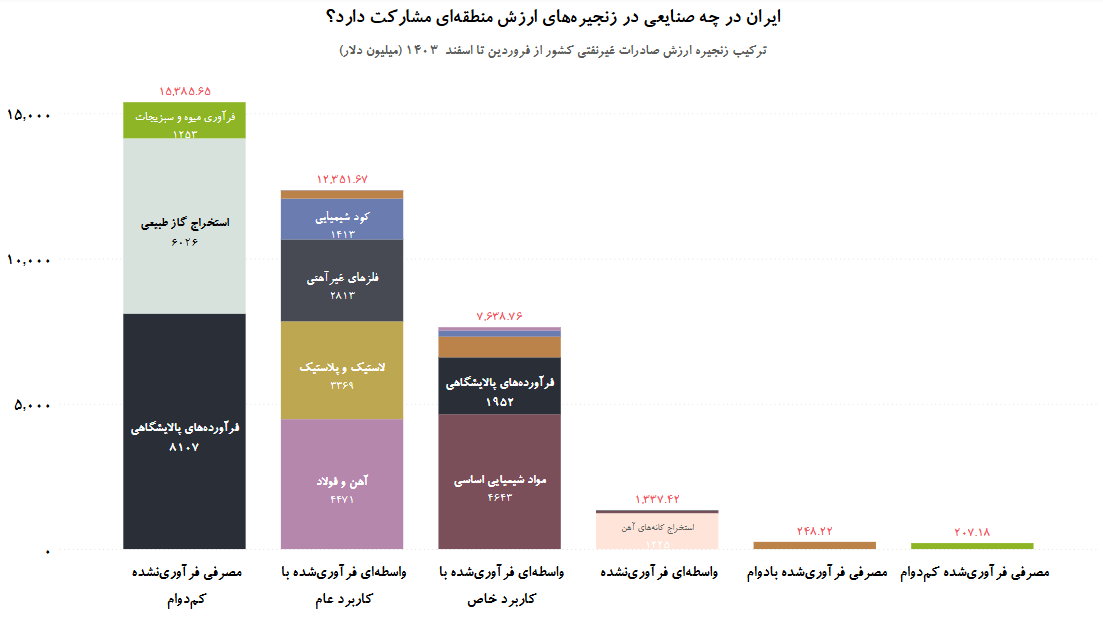 ایران در چه صنایعی در زنجیره‌های ارزش منطقه‌ای مشارکت دارد؟
ترکیب زنجیره ارزش صادرات غیرنفتی کشور از فروردین تا اسفند ۱۴۰۳ (میلیون دلار)
۱۵,۰۰۰
۱۰,۰۰۰
۵,۰۰۰
۰
۱۵,۳۸۵.۶۵
فرآوری میوه و سبزیجات
۱۲۵۳
استخراج گاز طبیعی
۶۰۲۶
فرآورده‌های پالایشگاهی
۸۱۰۷
مصرفی فرآوری‌نشده
کم‌دوام
۱۲,۳۵۱.۶۷
کود شیمیایی
۱۴۱۳
فلزهای غیرآهنی
۲۸۱۳
لاستیک و پلاستیک
۳۳۶۹
آهن و فولاد
۴۴۷۱
واسطه‌ای فرآوری‌شده با
کاربرد عام
۷,۶۳۸.۷۶
فرآورده‌های پالایشگاهی
۱۹۵۲
مواد شیمیایی اساسی
۴۶۴۳
واسطه‌ای فرآوری‌شده با
کاربرد خاص
۱,۳۳۷.۴۲
استخراج کانه‌های آهن
واسطه‌ای فرآوری‌نشده
۲۴۸.۲۲
مصرفی فرآوری‌شده بادوام
۲۰۷.۱۸
مصرفی فرآوری‌شده کم‌دوام